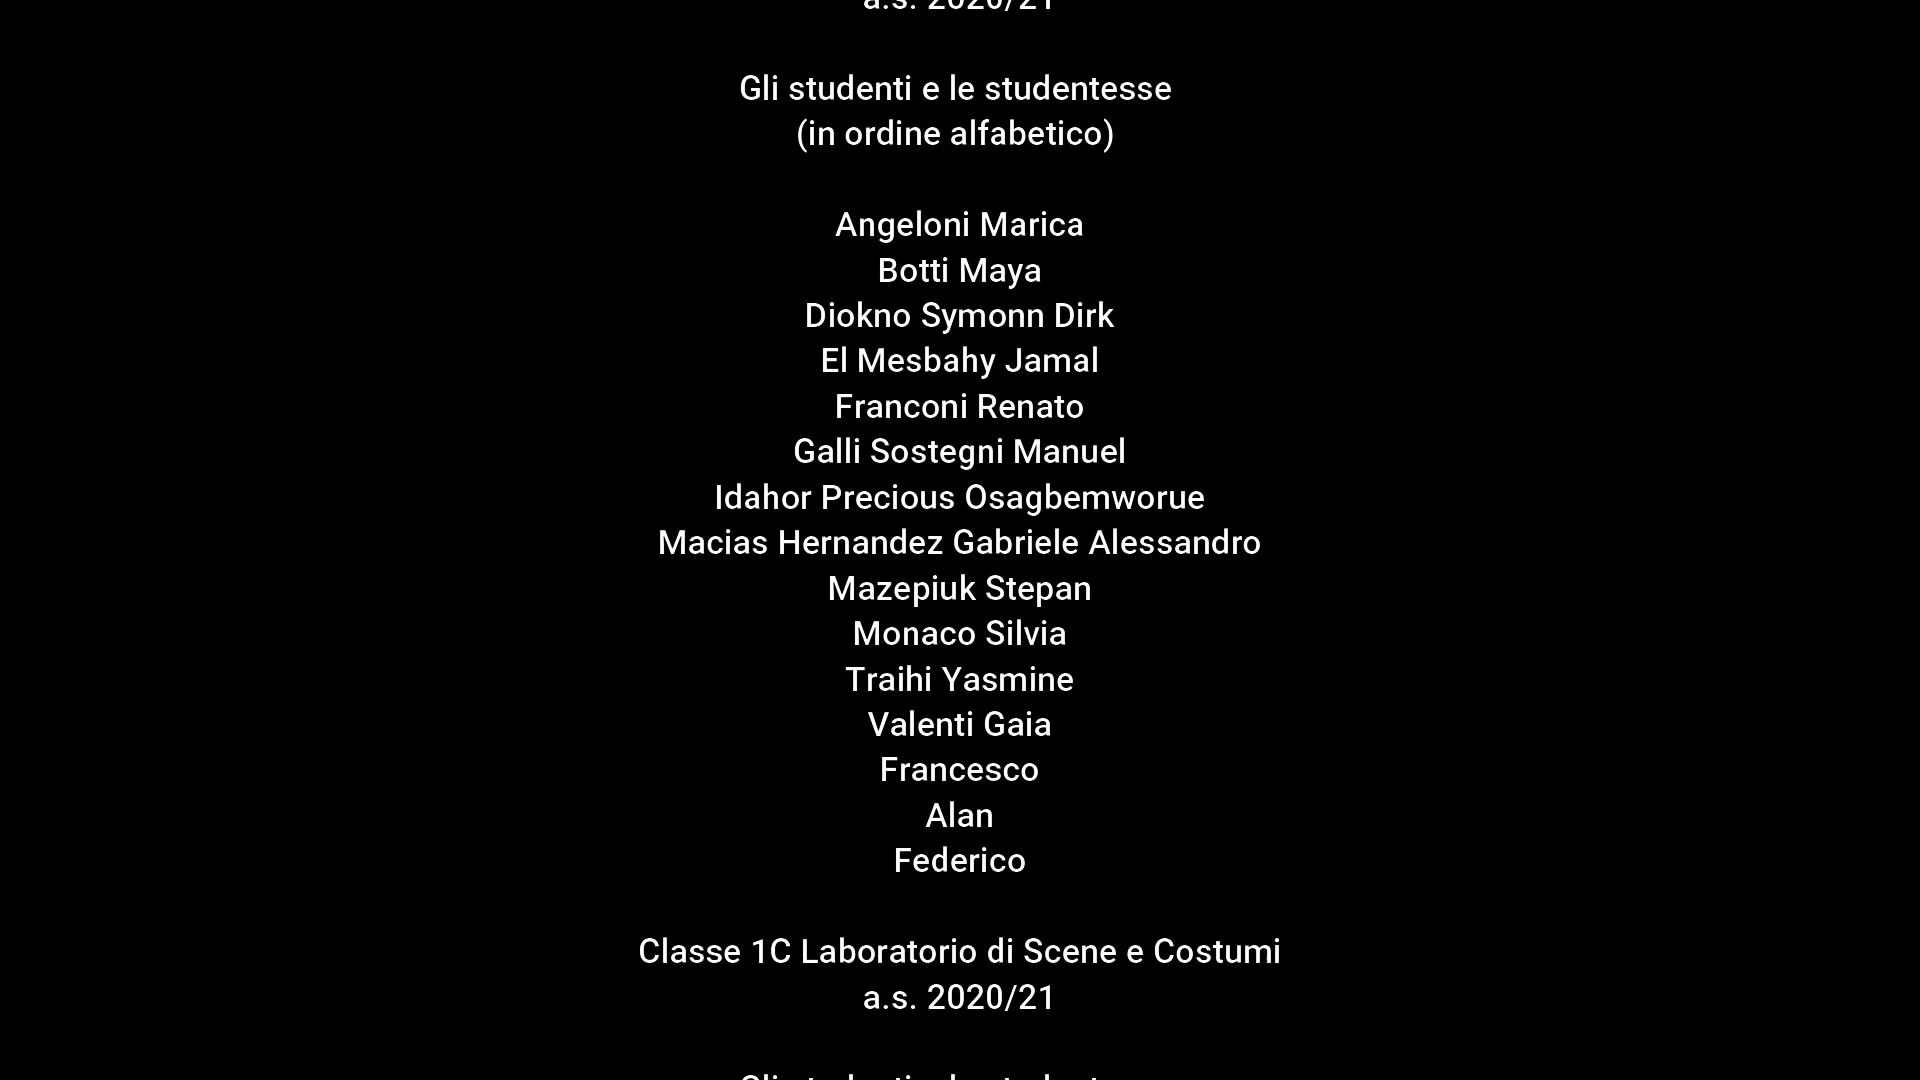 a.s. 2020/21
Gli studenti e le studentesse
(in ordine alfabetico)
Angeloni Marica
Botti Maya
Diokno Symonn Dirk
El Mesbahy Jamal
Franconi Renato
Galli Sostegni Manuel
Idahor Precious Osagbemworue
Macias Hernandez Gabriele Alessandro
Mazepiuk Stepan
Monaco Silvia
Traihi Yasmine
Valenti Gaia
Francesco
Alan
Federico
Classe 1C Laboratorio di Scene e Costumi
a.s. 2020/21